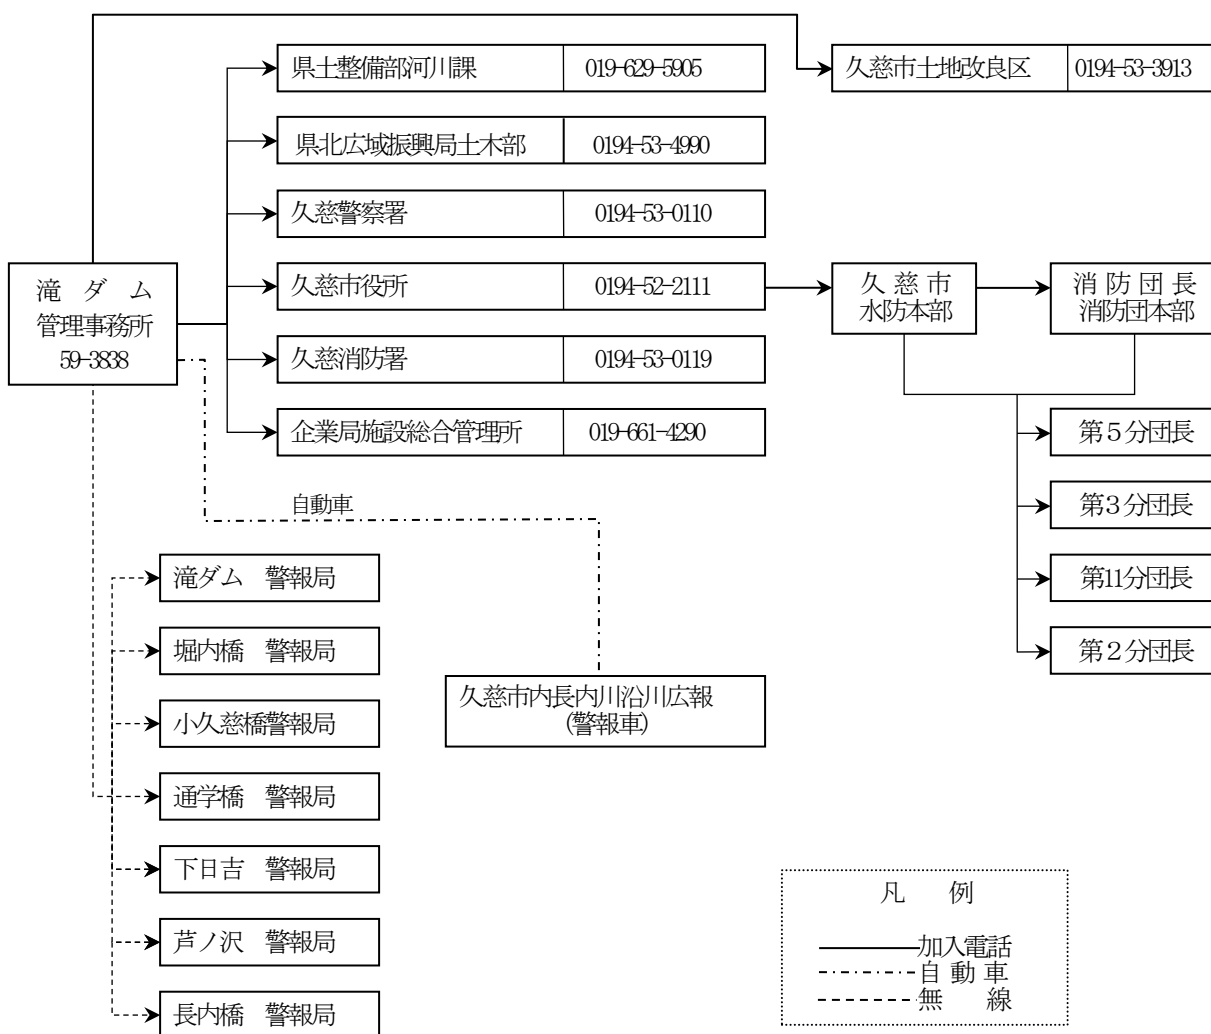 県土整備部河川課 019-629-5905
久慈市土地改良区 0194-53-3913
県北広域振興局土木部 0194-53-4990
久慈警察署 0194-53-0110
滝 ダ ム
管理事務所
59-3838
久慈市役所 0194-52-2111
久 慈 市
水防本部
消 防 団 長
消防団本部
久慈消防署 0194-53-0119
企業局施設総合管理所 019-661-4290
第5分団長
第3分団長
第11分団長
第2分団長
自動車
滝ダム 警報局
堀内橋 警報局
小久慈橋警報局
通学橋 警報局
下日吉 警報局
芦ノ沢 警報局
長内橋 警報局
久慈市内長内川沿川広報
(警報車)
凡 例
加入電話
自 動 車
無 線